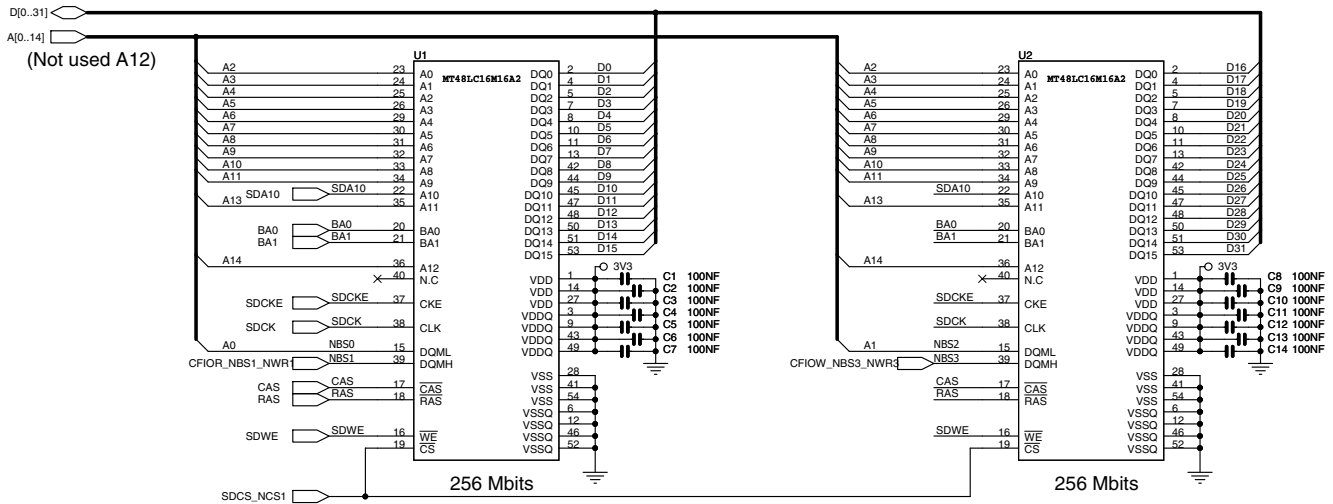 D[0..31]
A[0..14]
(Not used A12)
U1
MT48LC16M16A2
A2 23 A0 DQ0 2 D0
A3 24 A1 DQ1 4 D1
A4 25 A2 DQ2 5 D2
A5 26 A3 DQ3 7 D3
A6 29 A4 DQ4 8 D4
A7 30 A5 DQ5 10 D5
A8 31 A6 DQ6 11 D6
A9 32 A7 DQ7 13 D7
A10 33 A8 DQ8 42 D8
A11 34 A9 DQ9 44 D9
SDA10 SDA10 22 A10 DQ10 45 D10
A13 35 A11 DQ11 47 D11
DQ12 48 D12
BA0 BA0 20 BA0 DQ13 50 D13
BA1 BA1 21 BA1 DQ14 51 D14
DQ15 53 D15
A14 36 A12
3V3
40 N.C VDD 1 C1 100NF
VDD 14 C2 100NF
SDCKE SDCKE 37 CKE VDD 27 C3 100NF
VDDQ 3 C4 100NF
SDCK SDCK 38 CLK VDDQ 9 C5 100NF
VDDQ 43 C6 100NF
A0 NBS0 15 DQML VDDQ 49 C7 100NF
CFIOR_NBS1_NWR1 NBS1 39 DQMH
VSS 28
CAS CAS 17 CAS VSS 41
RAS RAS 18 RAS VSS 54
VSSQ 6
VSSQ 12
SDWE SDWE 16 WE VSSQ 46
19 CS VSSQ 52
256 Mbits
SDCS_NCS1
U2
MT48LC16M16A2
A2 23 A0 DQ0 2 D16
A3 24 A1 DQ1 4 D17
A4 25 A2 DQ2 5 D18
A5 26 A3 DQ3 7 D19
A6 29 A4 DQ4 8 D20
A7 30 A5 DQ5 10 D21
A8 31 A6 DQ6 11 D22
A9 32 A7 DQ7 13 D23
A10 33 A8 DQ8 42 D24
A11 34 A9 DQ9 44 D25
SDA10 22 A10 DQ10 45 D26
A13 35 A11 DQ11 47 D27
DQ12 48 D28
BA0 20 BA0 DQ13 50 D29
BA1 21 BA1 DQ14 51 D30
DQ15 53 D31
A14 36 A12
3V3
40 N.C VDD 1 C8 100NF
VDD 14 C9 100NF
SDCKE 37 CKE VDD 27 C10 100NF
VDDQ 3 C11 100NF
SDCK 38 CLK VDDQ 9 C12 100NF
VDDQ 43 C13 100NF
A1 NBS2 15 DQML VDDQ 49 C14 100NF
CFIOW_NBS3_NWR3 NBS3 39 DQMH
VSS 28
CAS 17 CAS VSS 41
RAS 18 RAS VSS 54
VSSQ 6
VSSQ 12
SDWE 16 WE VSSQ 46
19 CS VSSQ 52
256 Mbits